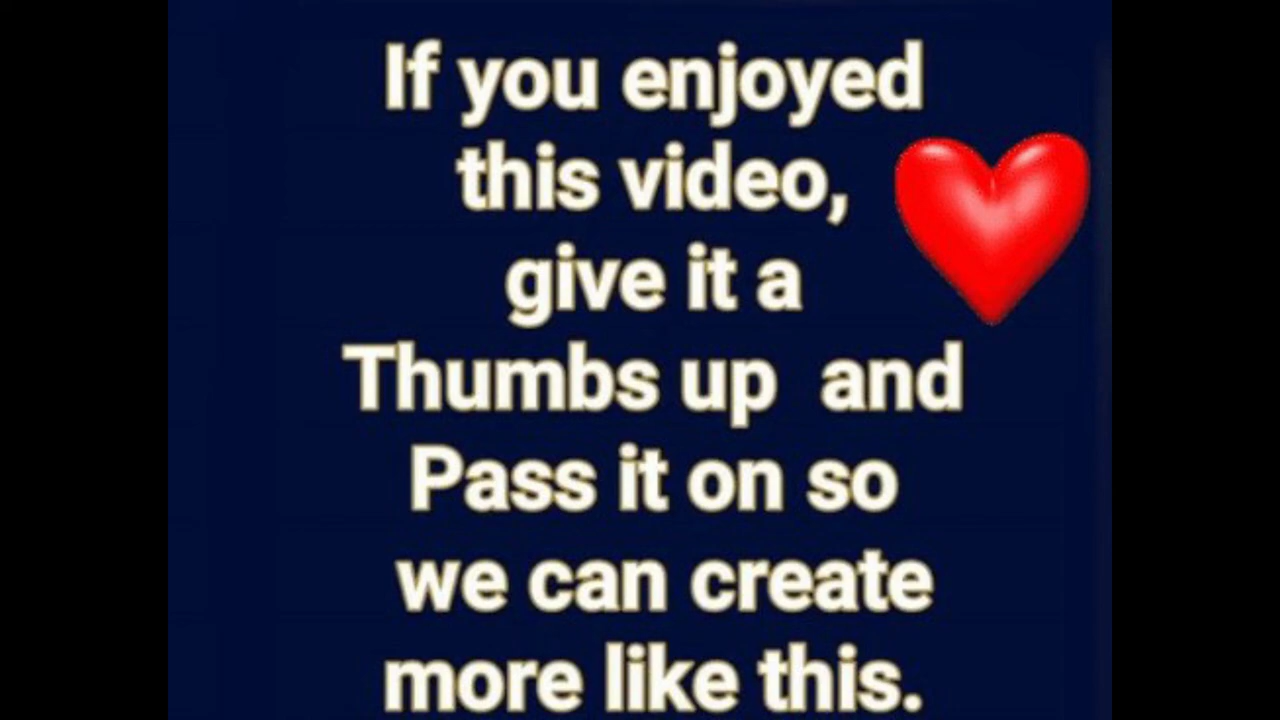 If you enjoyed
this video,
give it a
Thumbs up and
Pass it on so
we can create
more like this.